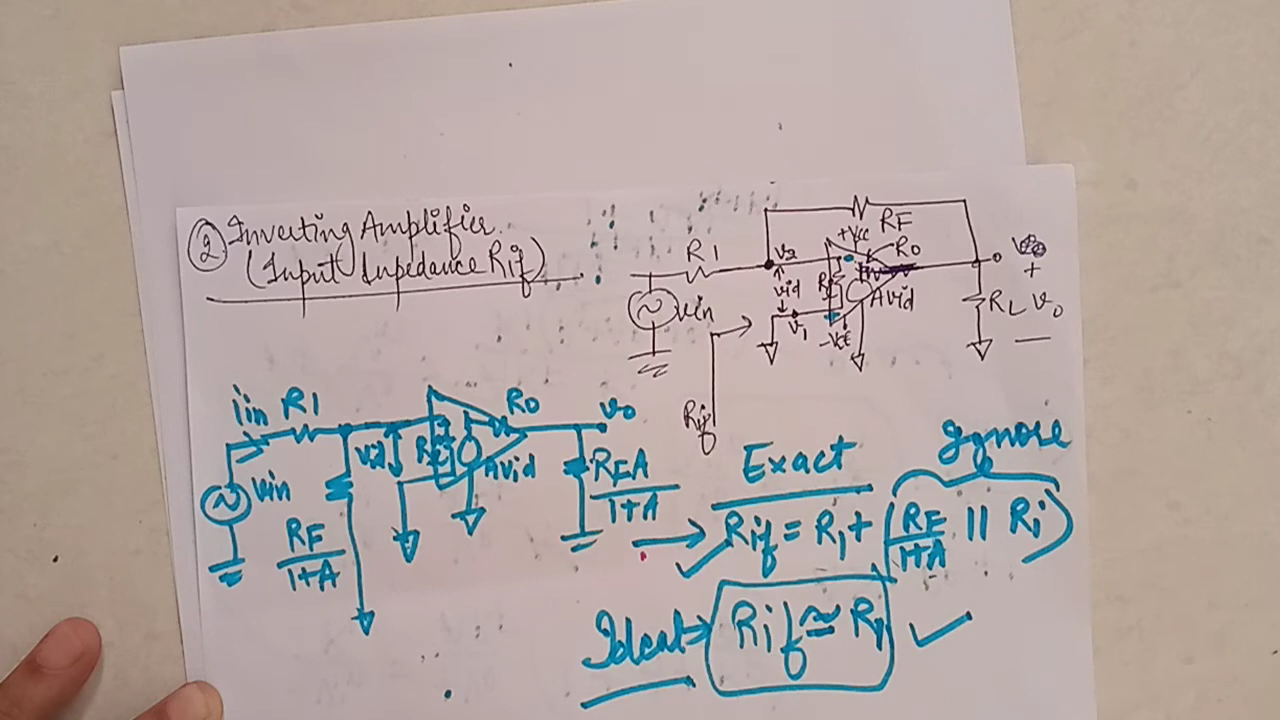 ② Inverting Amplifier.
(Input Impedance Rif)
R1
vin
v2
vid
v1
+Vcc
RF
Ro
Avid
RL vo
+
−
Rif
iin R1
vin
RF
1+A
Ro
Avid
vo
RFA
1+A
Exact
Ignore
→ ✓ Rif = R1 + (RF/1+A || Ri)
Ideal ⇒ Rif ≃ R1 ✓